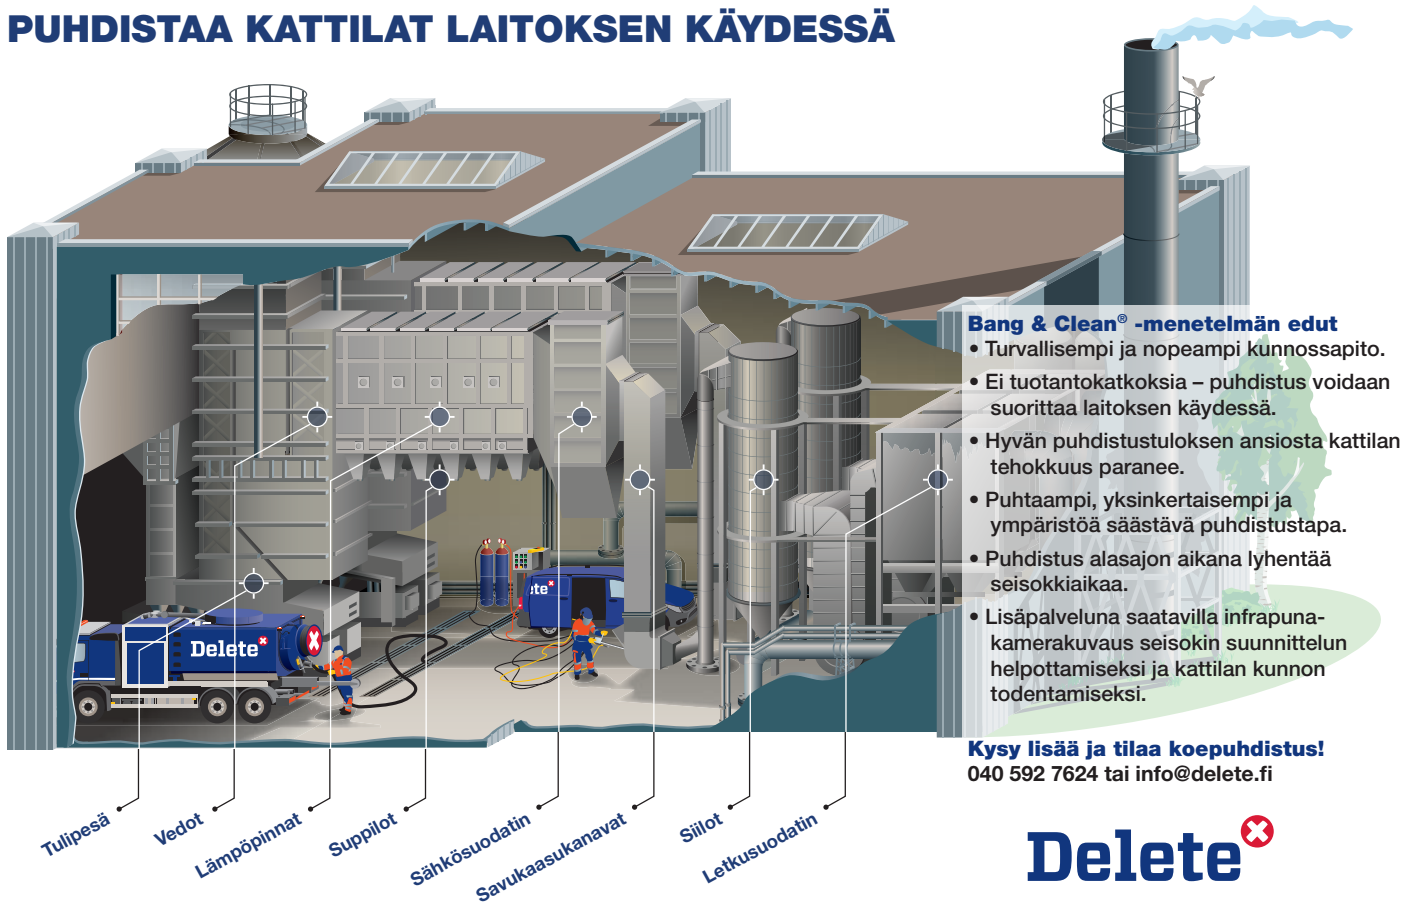 PUHDISTAA KATTILAT LAITOKSEN KÄYDESSÄ
Bang & Clean® -menetelmän edut
• Turvallisempi ja nopeampi kunnossapito.
• Ei tuotantokatkoksia – puhdistus voidaan
suorittaa laitoksen käydessä.
• Hyvän puhdistustuloksen ansiosta kattilan
tehokkuus paranee.
• Puhtaampi, yksinkertaisempi ja
ympäristöä säästävä puhdistustapa.
• Puhdistus alasajon aikana lyhentää
seisokkiaikaa.
• Lisäpalveluna saatavilla infrapuna-
kamerakuvaus seisokin suunnittelun
helpottamiseksi ja kattilan kunnon
todentamiseksi.
Kysy lisää ja tilaa koepuhdistus!
040 592 7624 tai info@delete.fi
Delete
lete
Delete
Tulipesä
Vedot
Lämpöpinnat
Suppilot
Sähkösuodatin
Savukaasukanavat
Siilot
Letkusuodatin